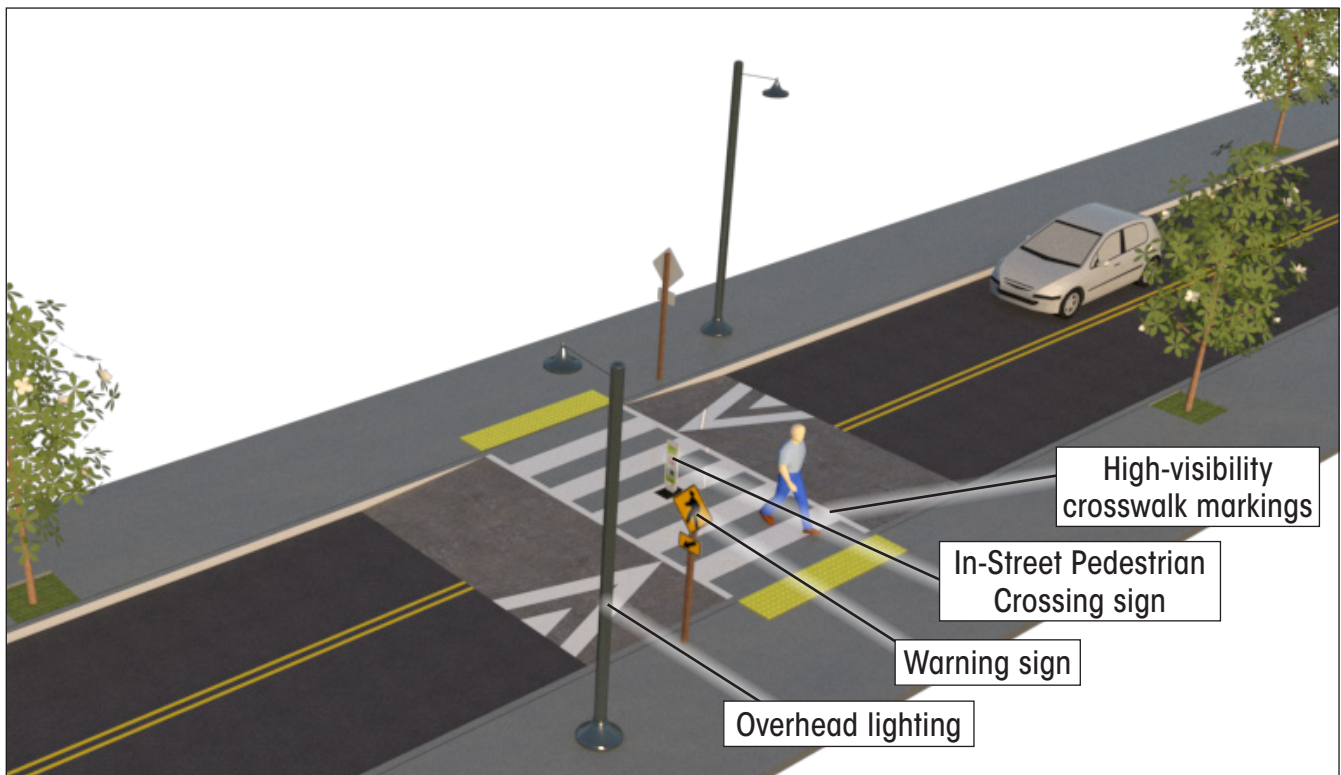 High-visibility
crosswalk markings
In-Street Pedestrian
Crossing sign
Warning sign
Overhead lighting